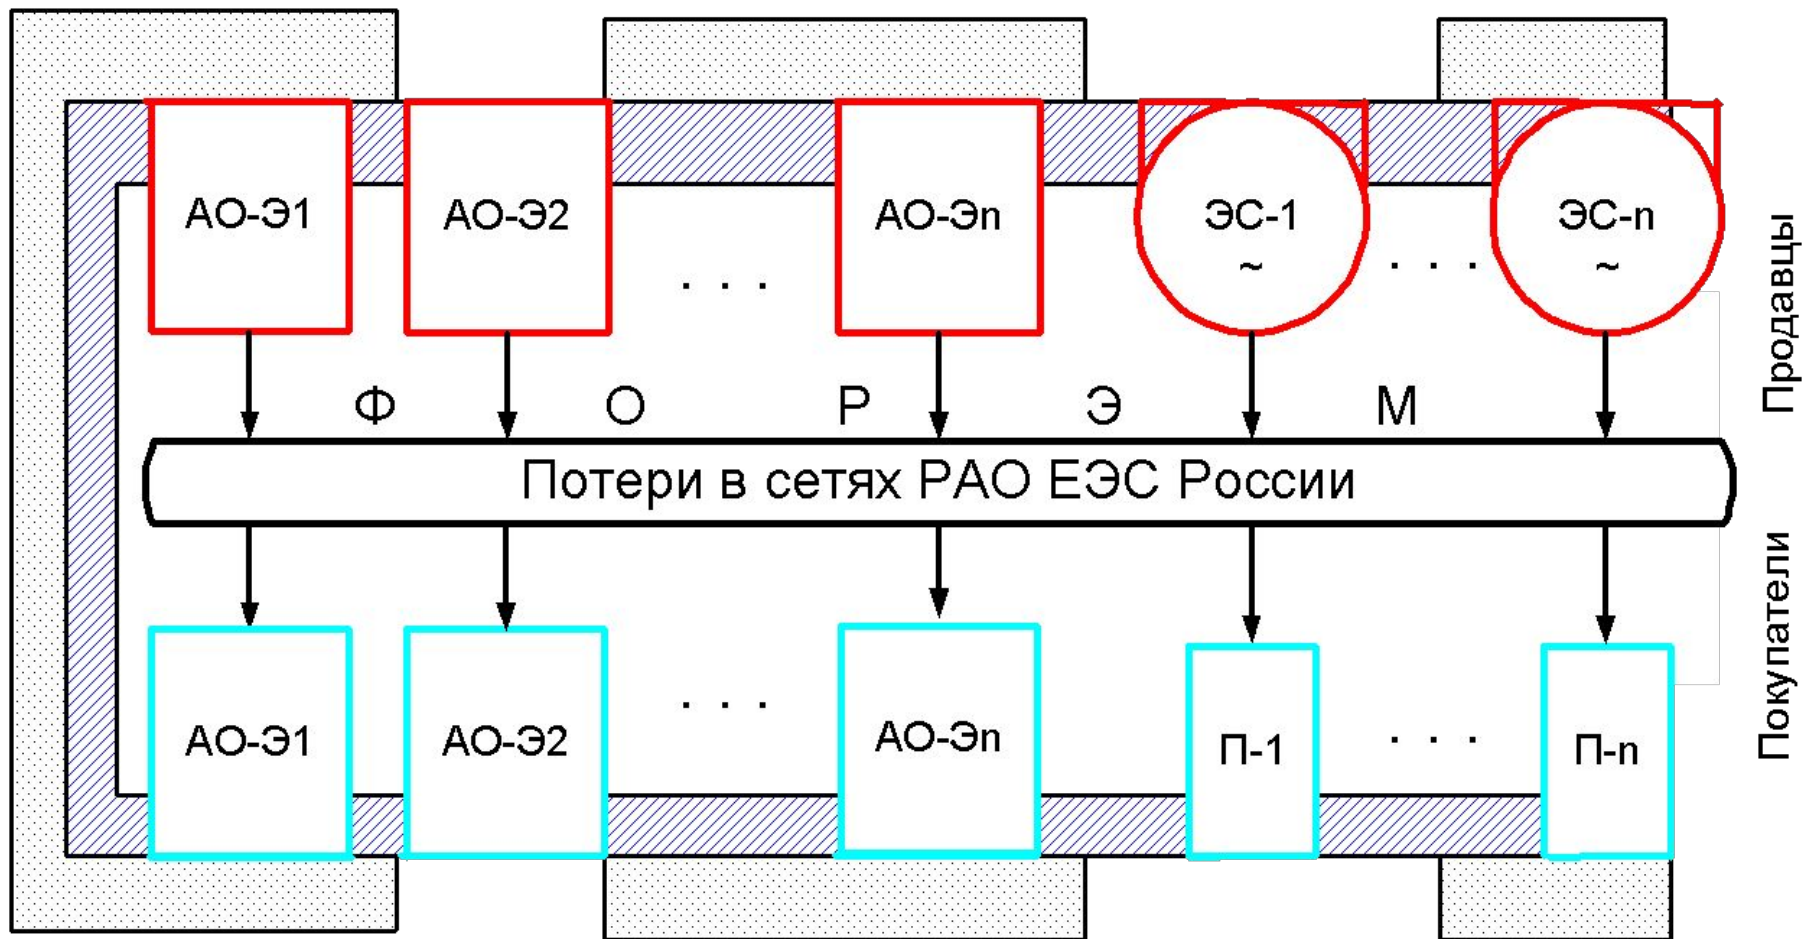 АО-Э1 АО-Э2 . . . АО-Эn ЭС-1 ~ . . . ЭС-n ~
Продавцы
Ф О Р Э М
Потери в сетях РАО ЕЭС России
Покупатели
АО-Э1 АО-Э2 . . . АО-Эn П-1 . . . П-n